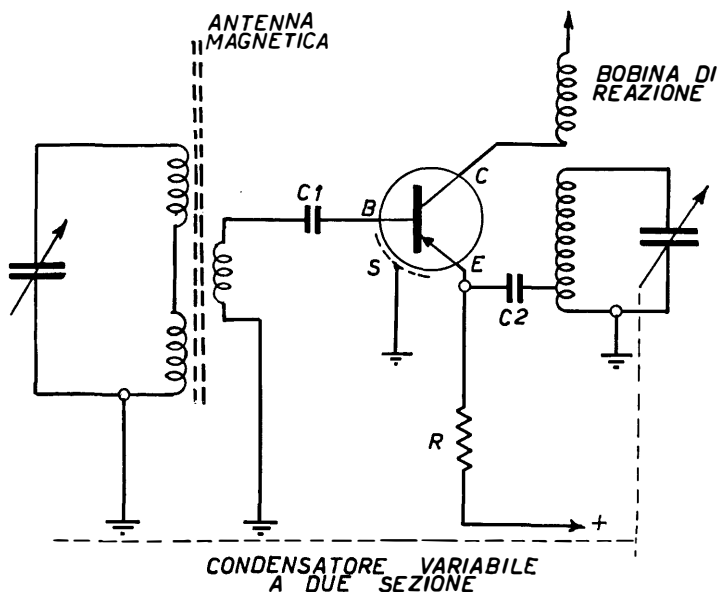 ANTENNA
MAGNETICA
BOBINA DI
REAZIONE
C1
B
C
S
E
C2
R
+
CONDENSATORE VARIABILE
A DUE SEZIONE